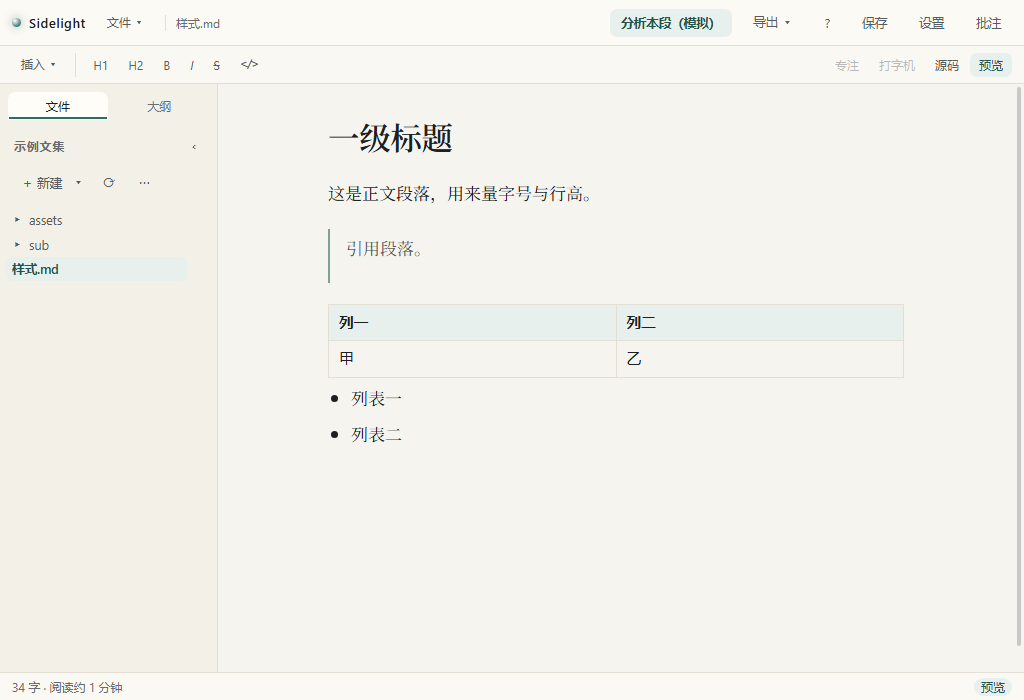 Sidelight 文件 样式.md 分析本段（模拟） 导出 ? 保存 设置 批注
插入 H1 H2 B I S </> 专注 打字机 源码 预览
文件 大纲
示例文集 ‹
+ 新建 ⟳ ···
assets
sub
样式.md
一级标题
这是正文段落，用来量字号与行高。
引用段落。
列一 列二
甲 乙
• 列表一
• 列表二
34 字 · 阅读约 1 分钟 预览